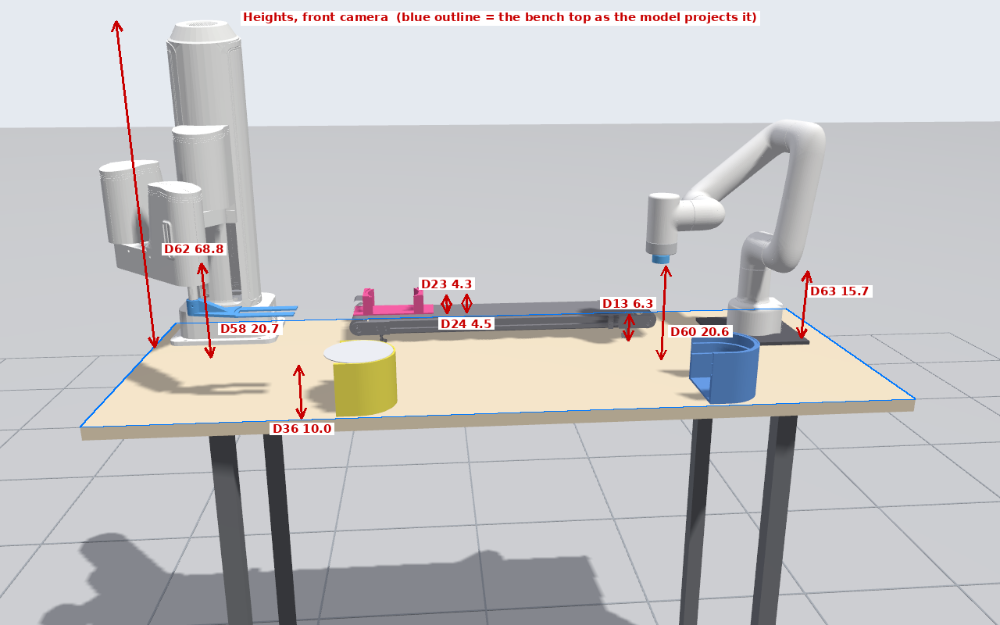 Heights, front camera  (blue outline = the bench top as the model projects it)
D62 68.8
D23 4.3
D63 15.7
D13 6.3
D24 4.5
D58 20.7
D60 20.6
D36 10.0